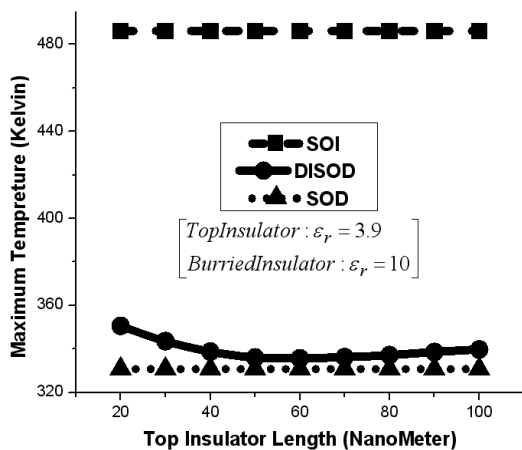 480
440
400
360
320
Maximum Tempreture (Kelvin)
SOI
DISOD
SOD
[TopInsulator : εr = 3.9
BurriedInsulator : εr = 10]
20 40 60 80 100
Top Insulator Length (NanoMeter)